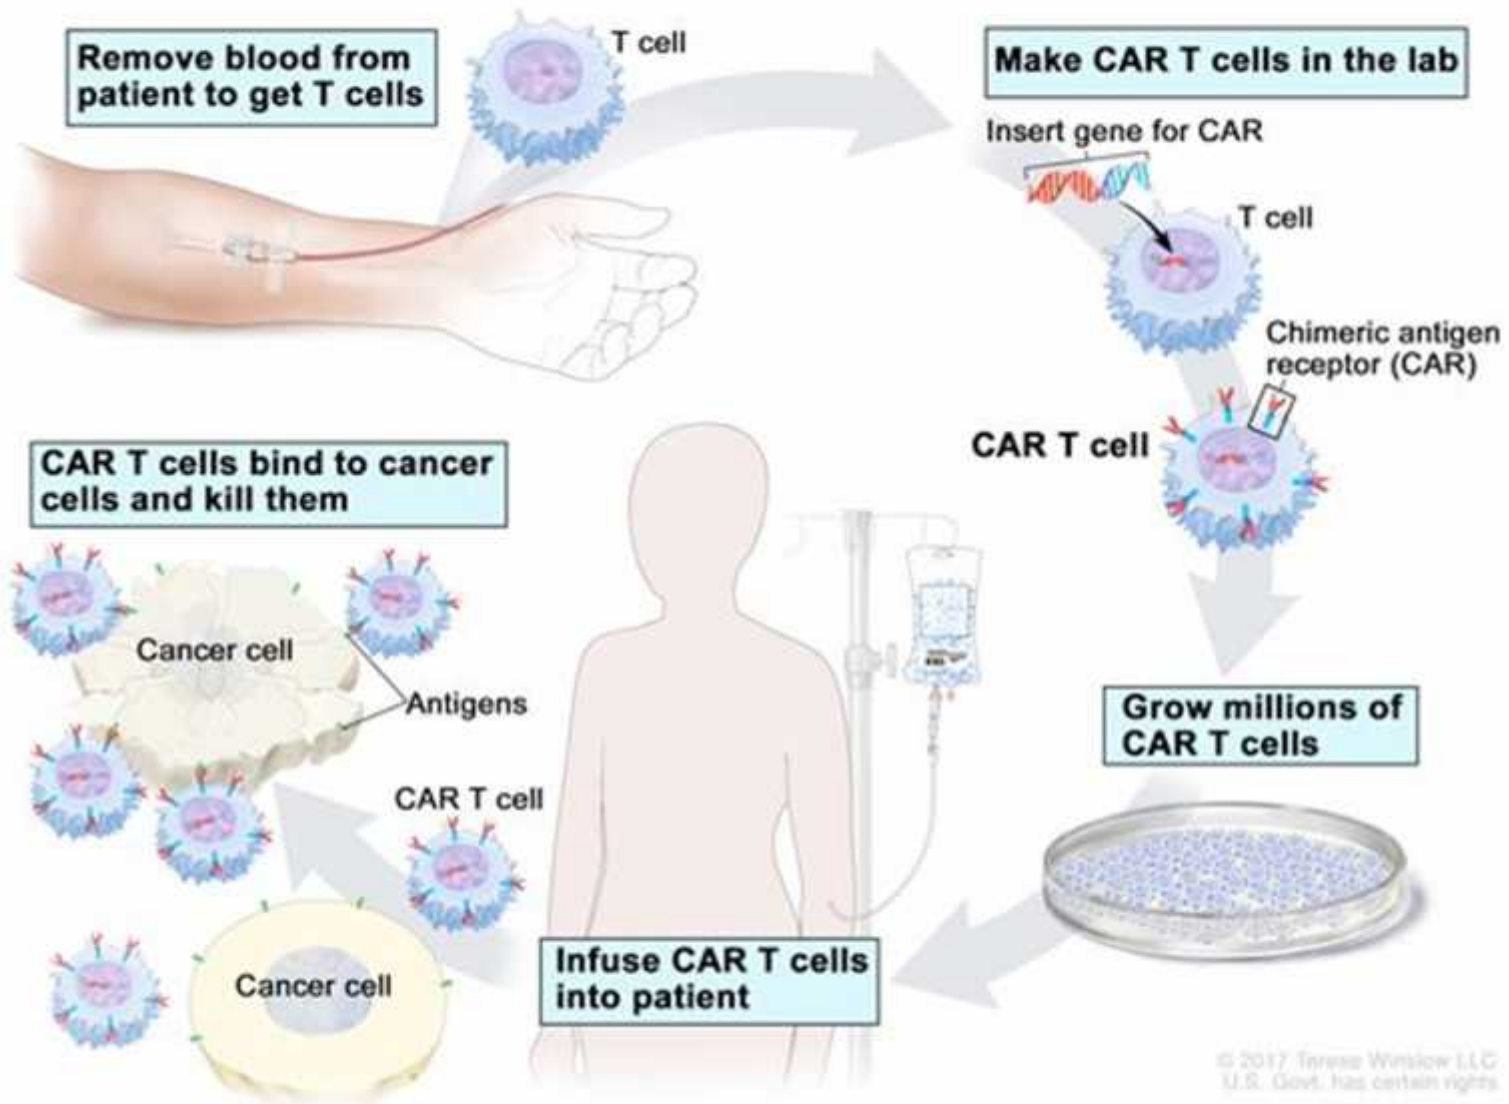 Remove blood from
patient to get T cells
T cell
Make CAR T cells in the lab
Insert gene for CAR
T cell
Chimeric antigen
receptor (CAR)
CAR T cell
Grow millions of
CAR T cells
Infuse CAR T cells
into patient
CAR T cell
CAR T cells bind to cancer
cells and kill them
Cancer cell
Antigens
Cancer cell
© 2017 Terese Winslow LLC
U.S. Govt. has certain rights